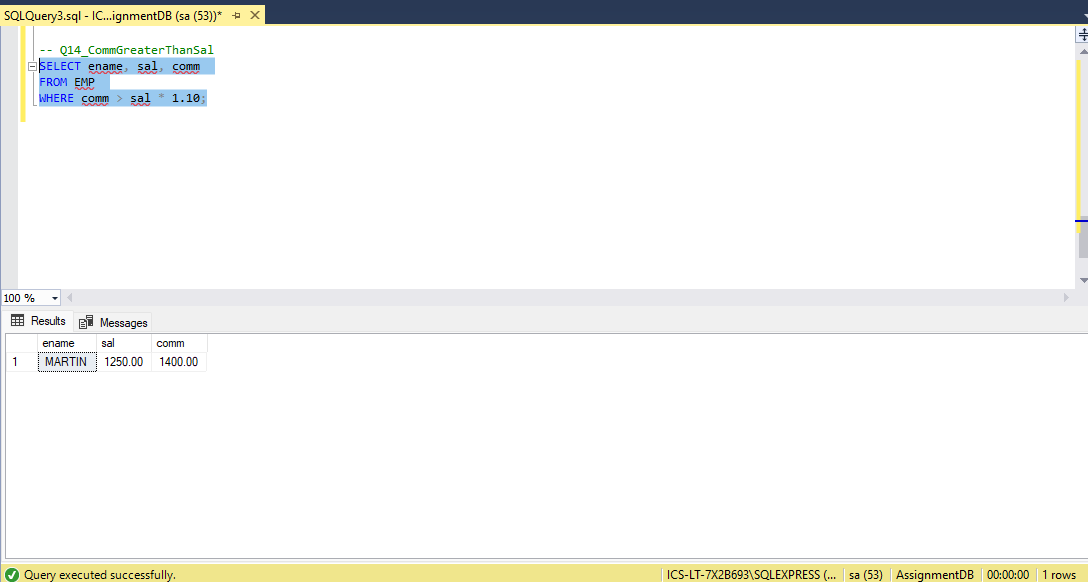 SQLQuery3.sql - IC...ignmentDB (sa (53))*
-- Q14_CommGreaterThanSal
SELECT ename, sal, comm
FROM EMP
WHERE comm > sal * 1.10;
100 %
Results Messages
ename sal comm
1 MARTIN 1250.00 1400.00
Query executed successfully. ICS-LT-7X2B693\SQLEXPRESS (... sa (53) AssignmentDB 00:00:00 1 rows